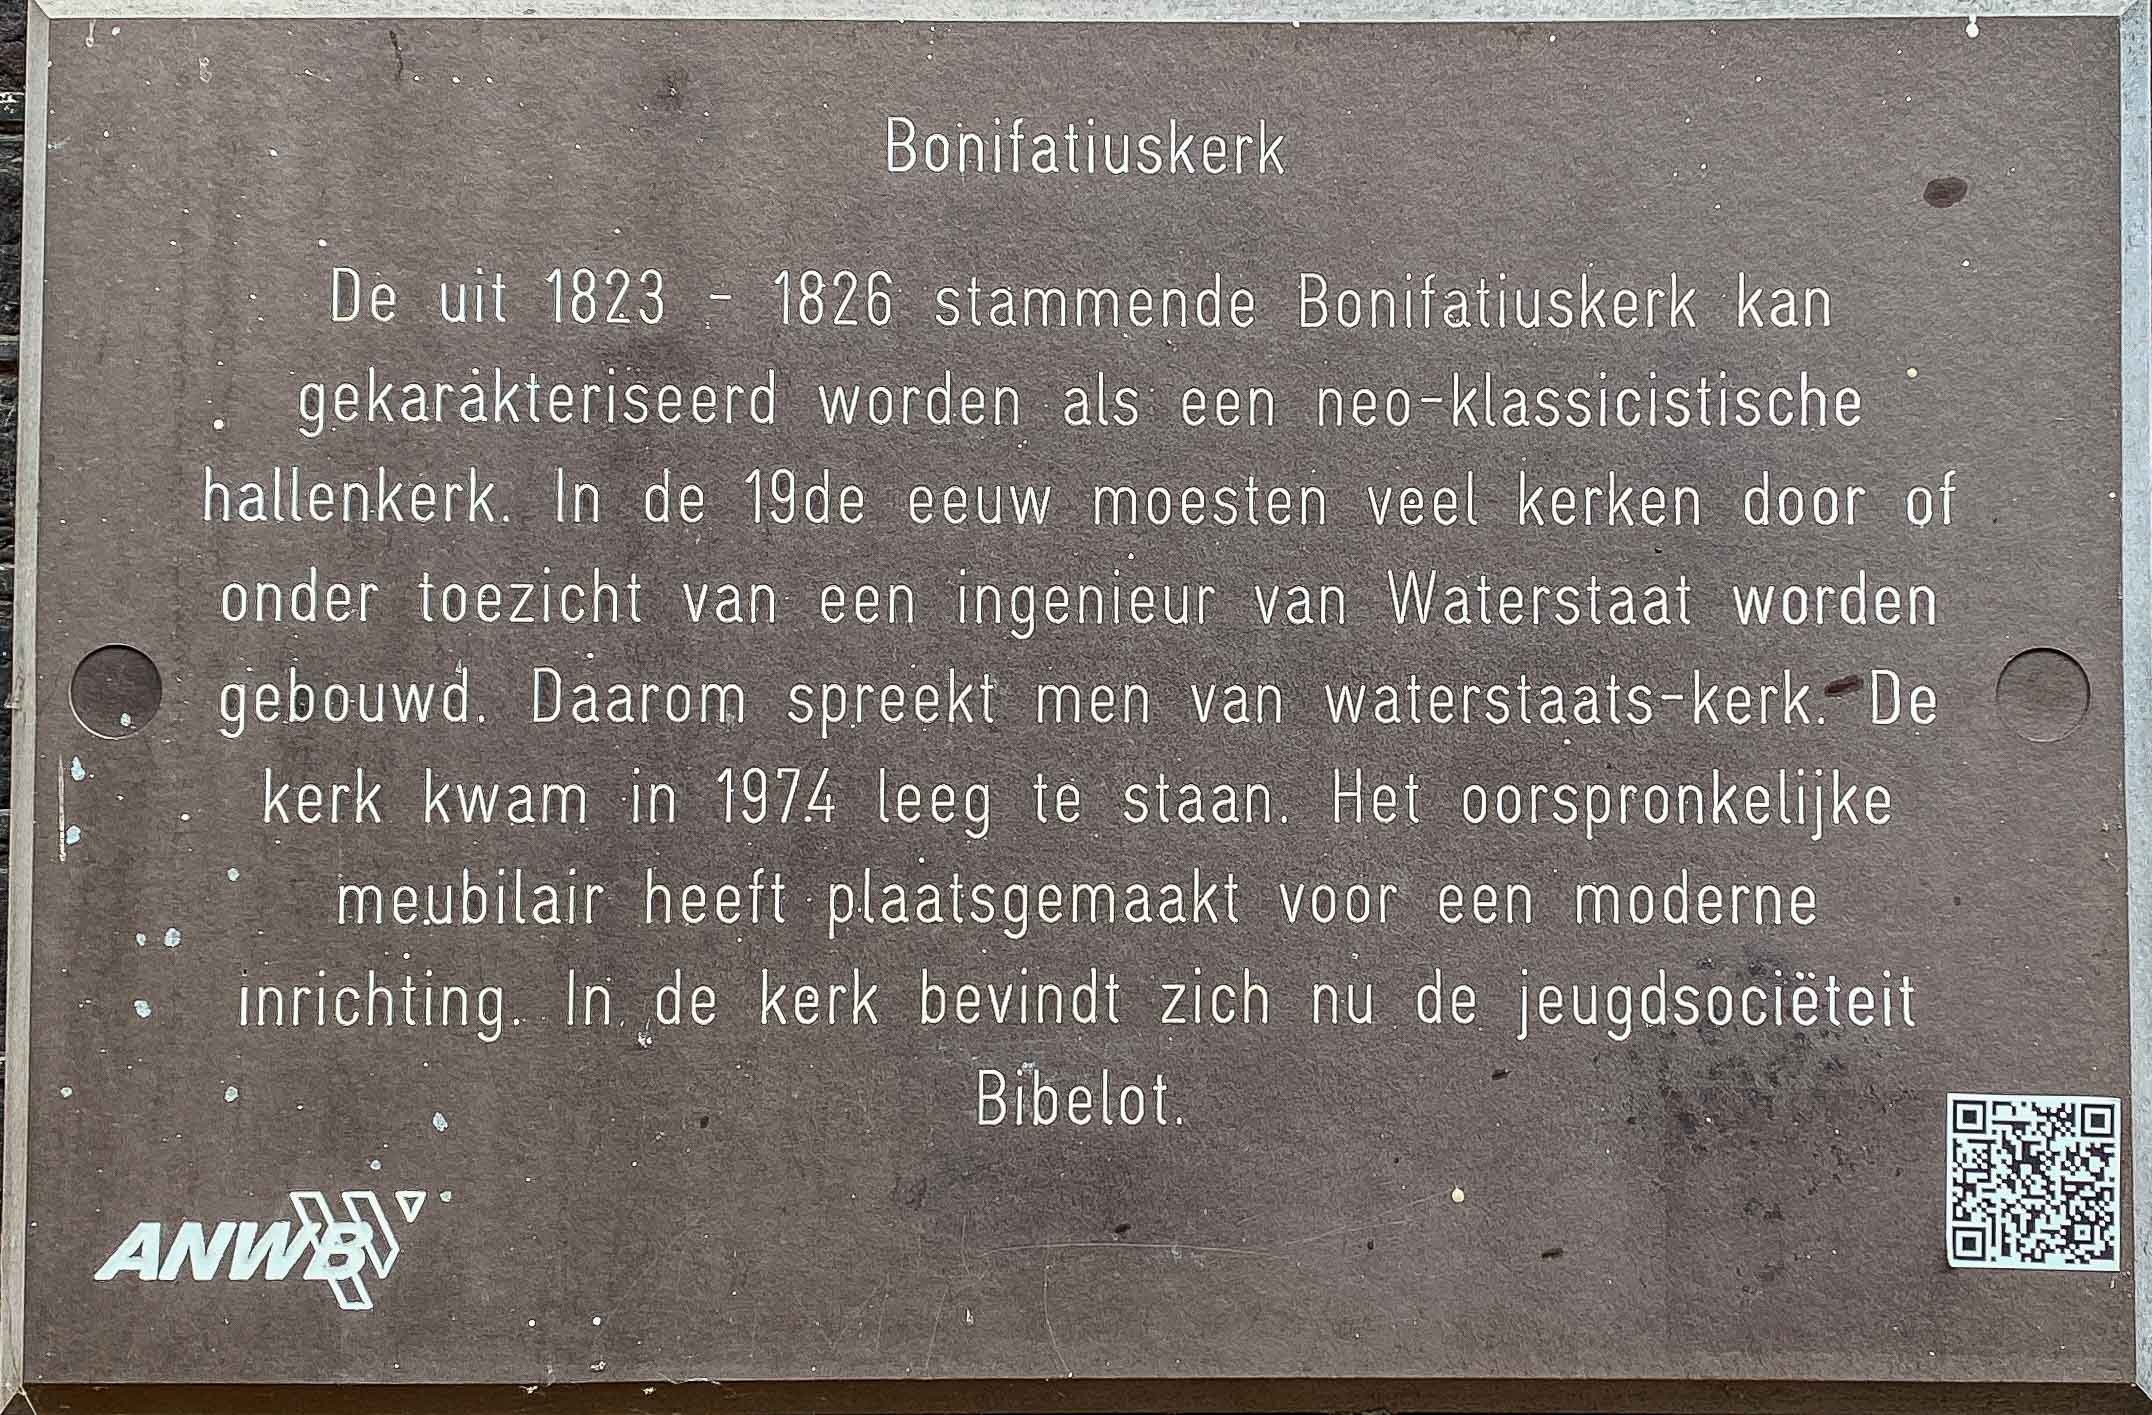 Bonifatiuskerk
De uit 1823 - 1826 stammende Bonifatiuskerk kan
gekarakteriseerd worden als een neo-klassicistische
hallenkerk. In de 19de eeuw moesten veel kerken door of
onder toezicht van een ingenieur van Waterstaat worden
gebouwd. Daarom spreekt men van waterstaats-kerk. De
kerk kwam in 1974 leeg te staan. Het oorspronkelijke
meubilair heeft plaatsgemaakt voor een moderne
inrichting. In de kerk bevindt zich nu de jeugdsociëteit
Bibelot.
ANWB